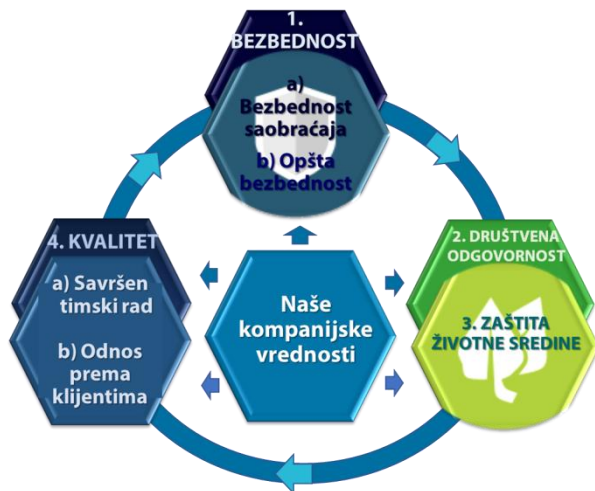 1.
BEZBEDNOST
a)
Bezbednost
saobraćaja
b) Opšta
bezbednost
2. DRUŠTVENA
ODGOVORNOST
3. ZAŠTITA
ŽIVOTNE SREDINE
4. KVALITET
a) Savršen
timski rad
b) Odnos
prema
klijentima
Naše
kompanijske
vrednosti